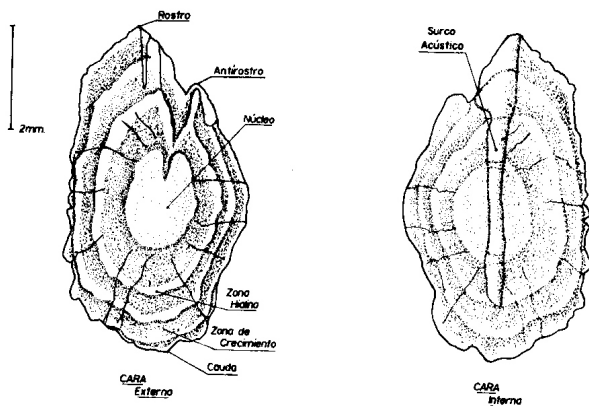 Rostro
Antirostro
Núcleo
2mm.
Zona
Hialina
Zona de
Crecimiento
Cauda
CARA
Externa
Surco
Acústico
CARA
Interna